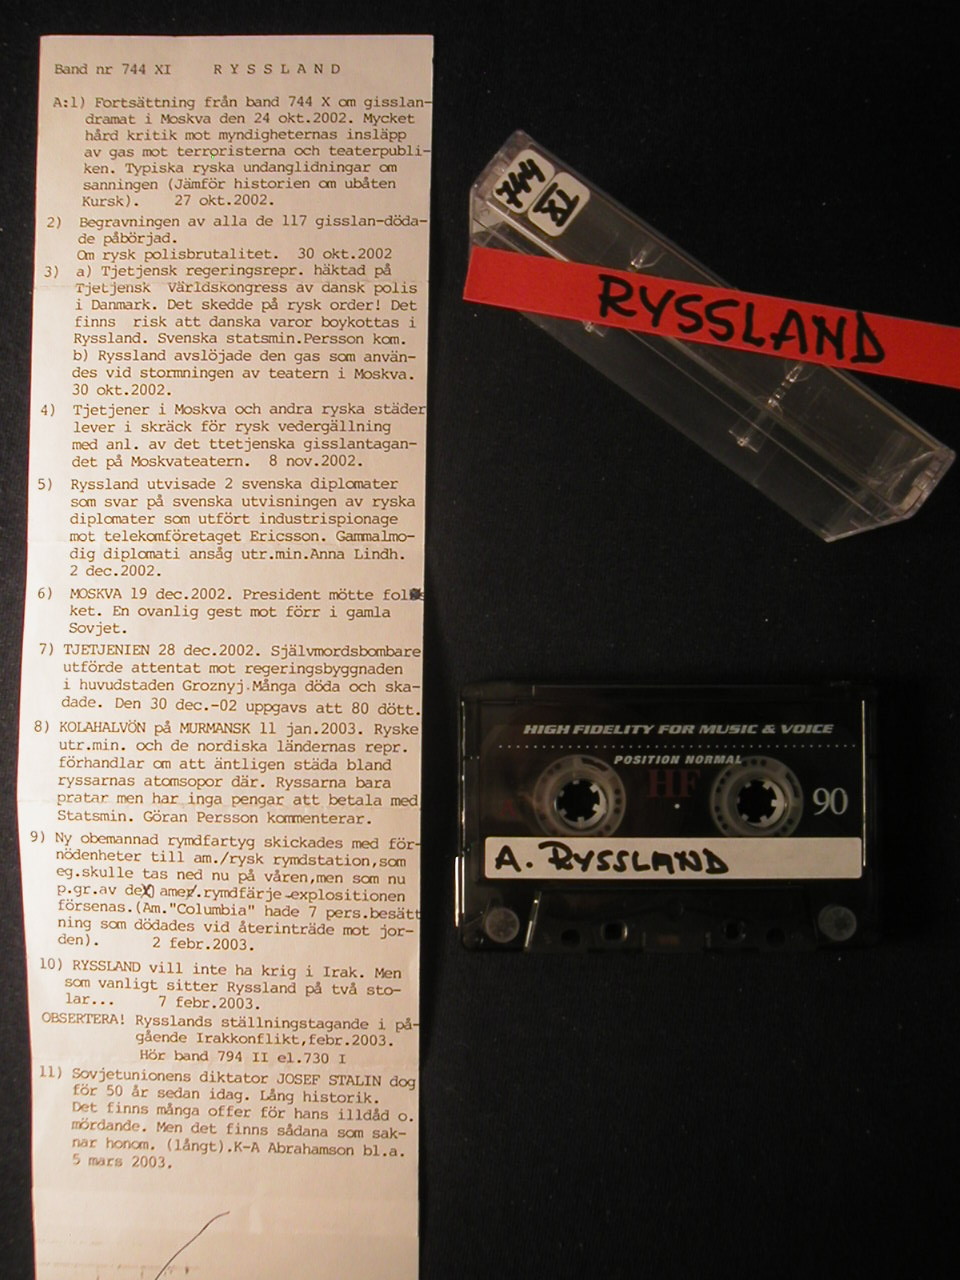 Band nr 744 XI R Y S S L A N D
A:1) Fortsättning från band 744 X om gisslan-
dramat i Moskva den 24 okt.2002. Mycket
hård kritik mot myndigheternas insläpp
av gas mot terroristerna och teaterpubli-
ken. Typiska ryska undanglidningar om
sanningen (Jämför historien om ubåten
Kursk). 27 okt.2002.
2) Begravningen av alla de 117 gisslan-döda-
de påbörjad.
Om rysk polisbrutalitet. 30 okt.2002
3) a) Tjetjensk regeringsrepr. häktad på
Tjetjensk Världskongress av dansk polis
i Danmark. Det skedde på rysk order! Det
finns risk att danska varor boykottas i
Ryssland. Svenska statsmin.Persson kom.
b) Ryssland avslöjade den gas som använ-
des vid stormningen av teatern i Moskva.
30 okt.2002.
4) Tjetjener i Moskva och andra ryska städer
lever i skräck för rysk vedergällning
med anl. av det ttetjenska gisslantagan-
det på Moskvateatern. 8 nov.2002.
5) Ryssland utvisade 2 svenska diplomater
som svar på svenska utvisningen av ryska
diplomater som utfört industrispionage
mot telekomföretaget Ericsson. Gammalmo-
dig diplomati ansåg utr.min.Anna Lindh.
2 dec.2002.
6) MOSKVA 19 dec.2002. President mötte fol
ket. En ovanlig gest mot förr i gamla
Sovjet.
7) TJETJENIEN 28 dec.2002. Självmordsbombare
utförde attentat mot regeringsbyggnaden
i huvudstaden Groznyj.Många döda och ska-
dade. Den 30 dec.-02 uppgavs att 80 dött.
8) KOLAHALVÖN på MURMANSK 11 jan.2003. Ryske
utr.min. och de nordiska ländernas repr.
förhandlar om att äntligen städa bland
ryssarnas atomsopor där. Ryssarna bara
pratar men har inga pengar att betala med
Statsmin. Göran Persson kommenterar.
9) Ny obemannad rymdfartyg skickades med för-
nödenheter till am./rysk rymdstation,som
eg.skulle tas ned nu på våren,men som nu
p.gr.av de amer.rymdfärje-explositionen
försenas.(Am."Columbia" hade 7 pers.besätt
ning som dödades vid återinträde mot jor-
den). 2 febr.2003.
10) RYSSLAND vill inte ha krig i Irak. Men
som vanligt sitter Ryssland på två sto-
lar... 7 febr.2003.
OBSERTERA! Rysslands ställningstagande i på-
gående Irakkonflikt,febr.2003.
Hör band 794 II el.730 I
11) Sovjetunionens diktator JOSEF STALIN dog
för 50 år sedan idag. Lång historik.
Det finns många offer för hans illdåd o.
mördande. Men det finns sådana som sak-
nar honom. (långt).K-A Abrahamson bl.a.
5 mars 2003.
744
XI
RYSSLAND
HIGH FIDELITY FOR MUSIC & VOICE
POSITION NORMAL
HF
90
A. RYSSLAND